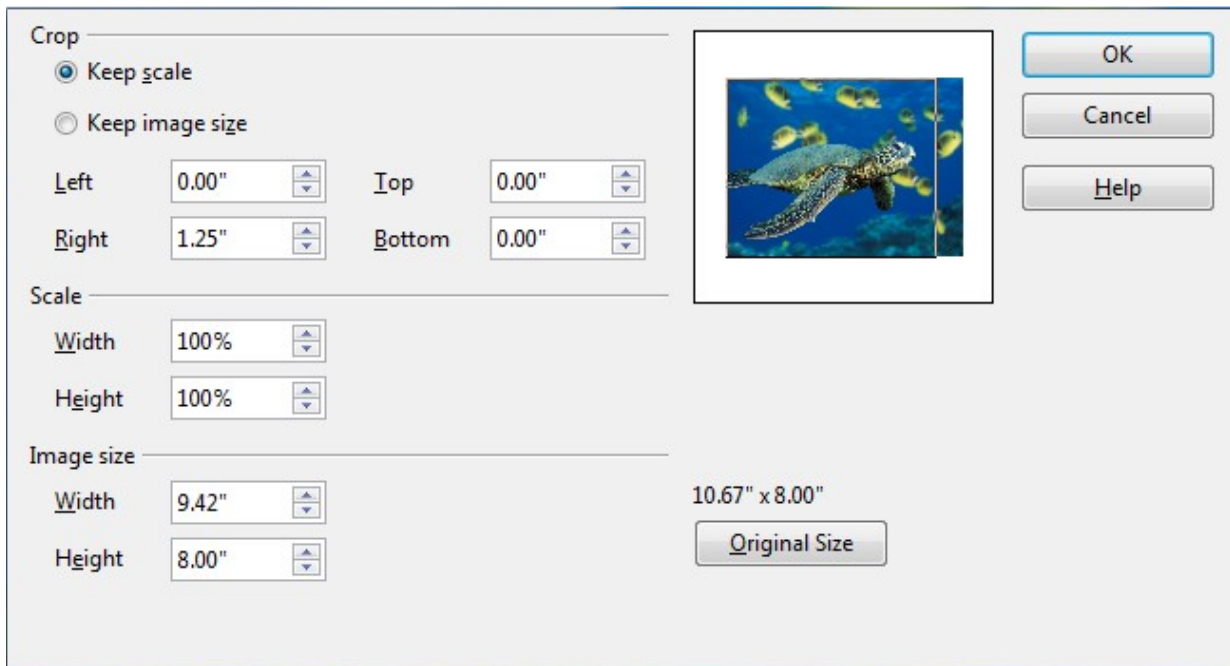 Crop
Keep scale
Keep image size
Left 0.00" Top 0.00"
Right 1.25" Bottom 0.00"
Scale
Width 100%
Height 100%
Image size
Width 9.42"
Height 8.00"
10.67" x 8.00"
Original Size
OK
Cancel
Help